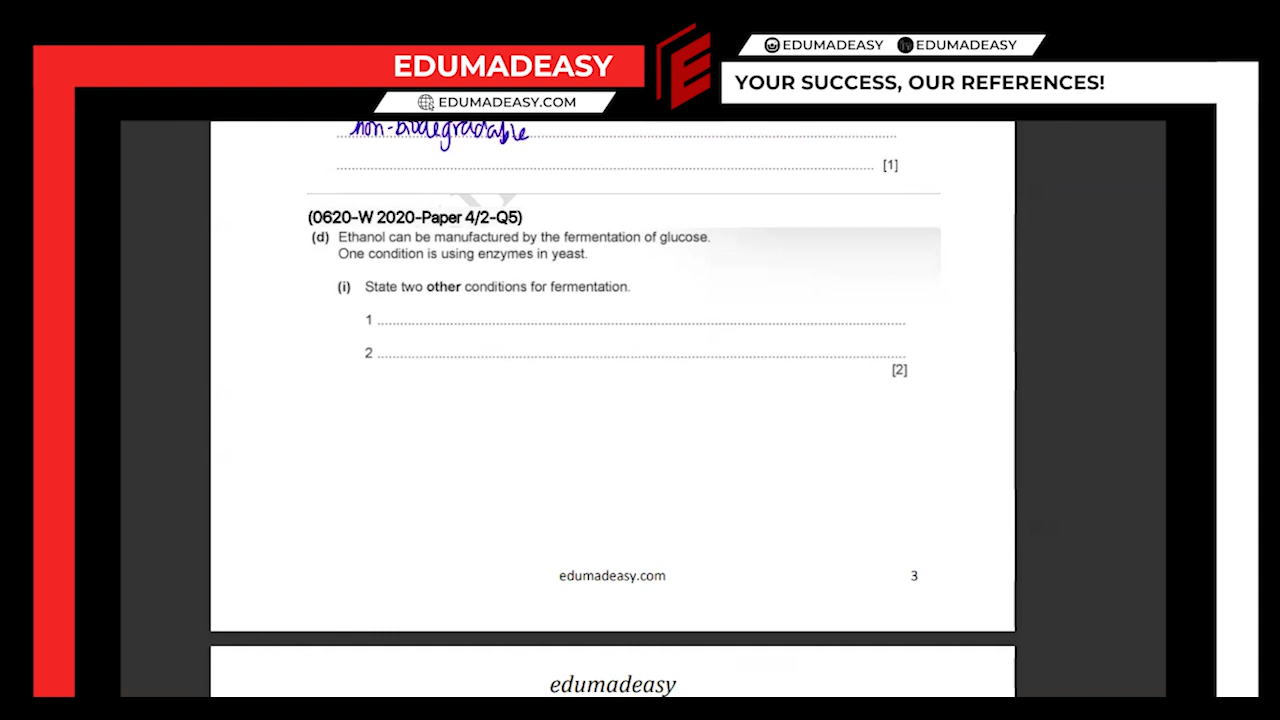 EDUMADEASY
EDUMADEASY.COM
EDUMADEASY EDUMADEASY
YOUR SUCCESS, OUR REFERENCES!
non-biodegradable
[1]
(0620-W 2020-Paper 4/2-Q5)
(d) Ethanol can be manufactured by the fermentation of glucose.
One condition is using enzymes in yeast.
(i) State two other conditions for fermentation.
1
2
[2]
edumadeasy.com 3
edumadeasy